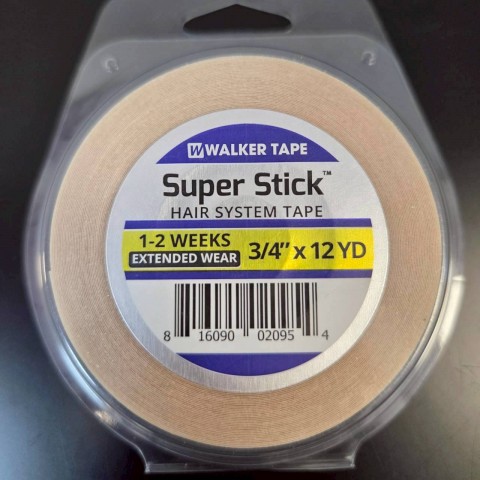 W WALKER TAPE
Super Stick™
HAIR SYSTEM TAPE
1-2 WEEKS
EXTENDED WEAR
3/4" x 12 YD
8 16090 02095 4